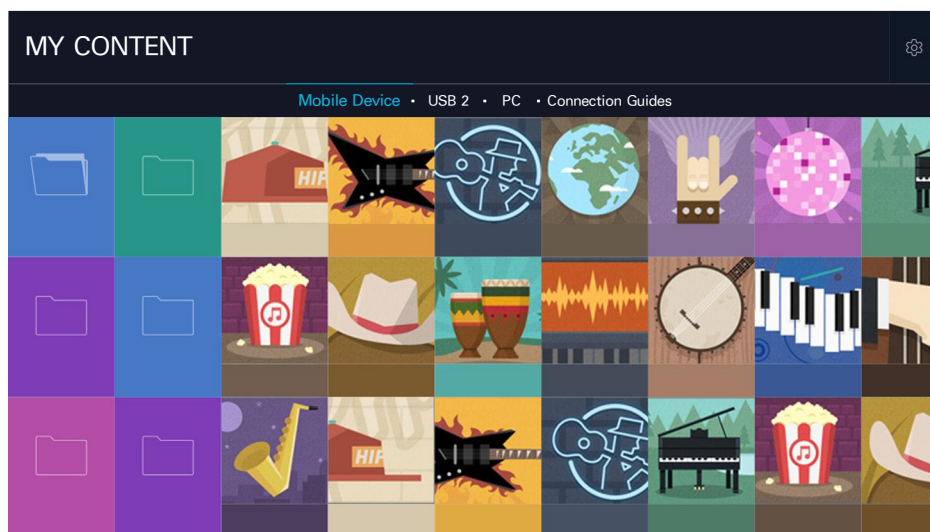 MY CONTENT
Mobile Device • USB 2 • PC • Connection Guides
HIP
HIP